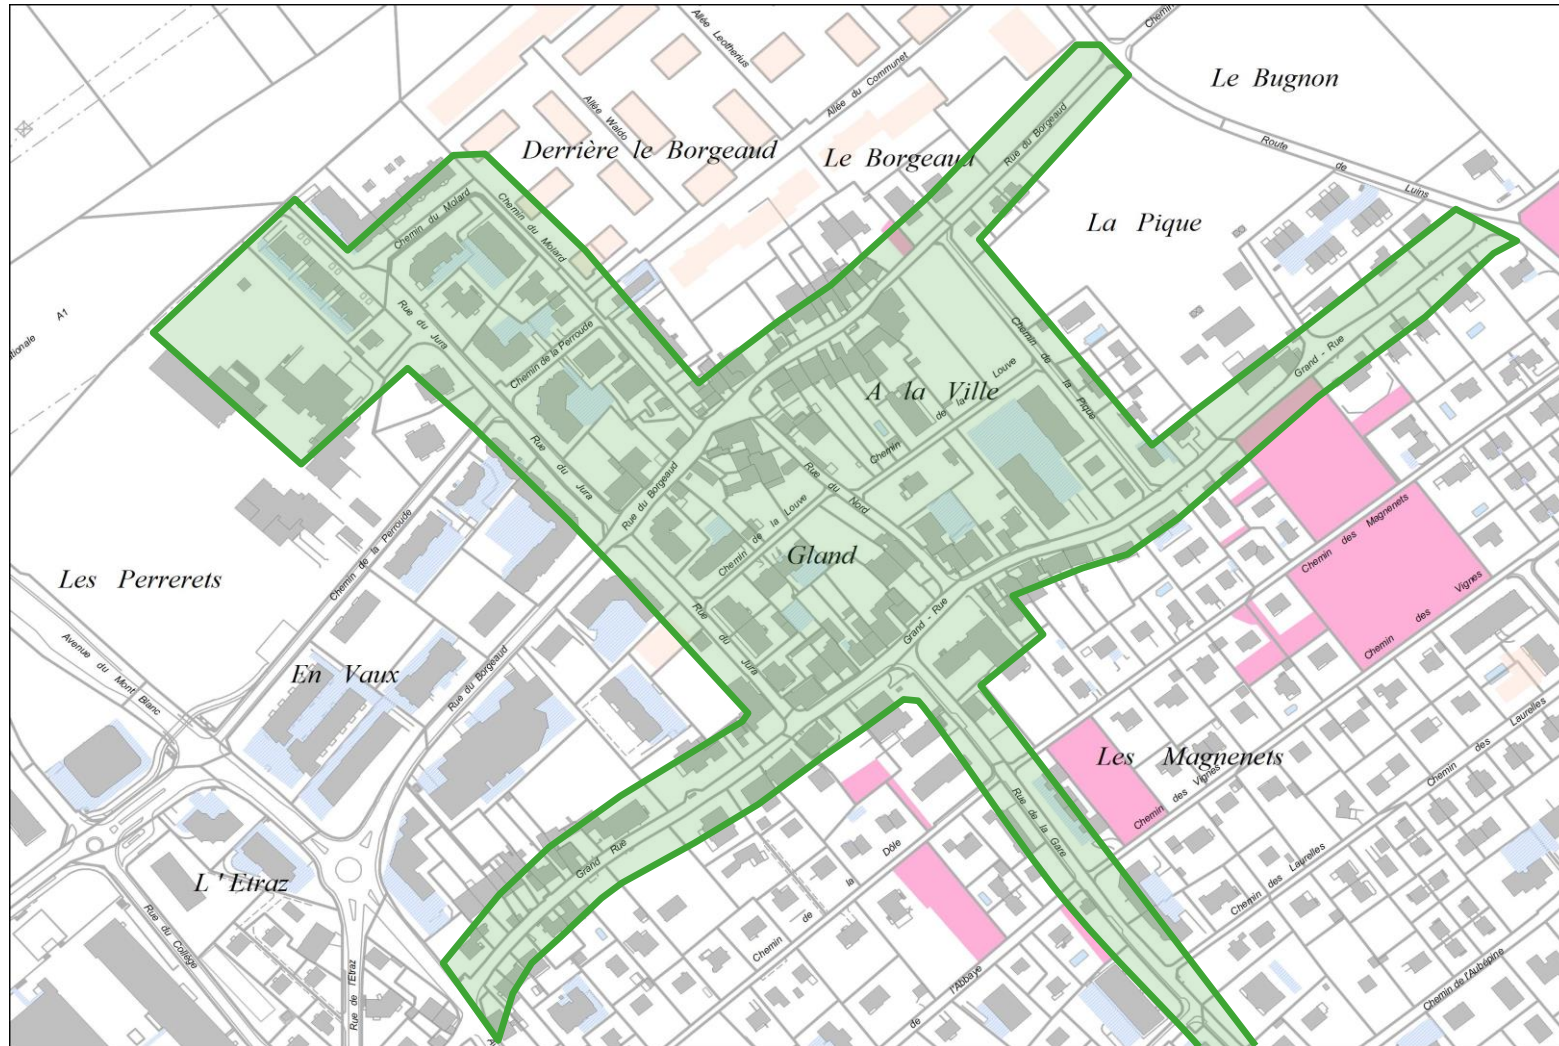 Chemin
Allée Leotherius
Le Bugnon
Allée du Communet
Allée Waldo
Rue du Borgeaud
Derrière le Borgeaud
Le Borgeaud
Route de Luins
Chemin du Molard
Chemin du Molard
La Pique
A1
Rue du Jura
Chemin de la Perroude
Chemin de la Pique
Grand - Rue
A la Ville
Chemin de la Louve
Rue du Jura
Rue du Borgeaud
Rue du Nord
Chemin de la Louve
Gland
Chemin de la Perroude
Chemin des Magnenets
Les Perrerets
Chemin des Vignes
Rue du Jura
Grand - Rue
Avenue du Mont Blanc
En Vaux
Rue du Borgeaud
Les Magnenets
Chemin des Vignes
Chemin des Laurelles
Rue de la Gare
Grand Rue
L'Etraz
Chemin de la Dôle
Chemin des Laurelles
Rue du Collège
Rue de l'Etraz
de l'Abbaye
Chemin de l'Aubépine